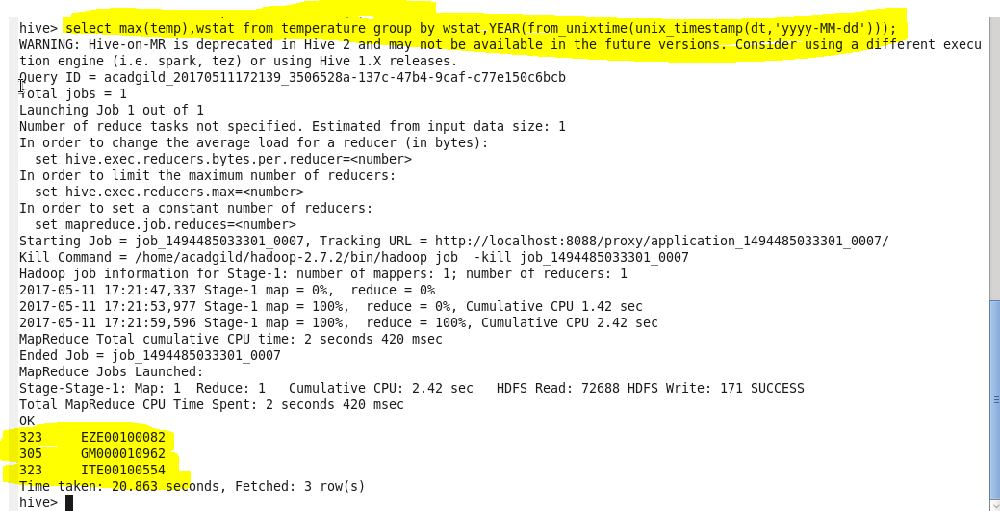 hive> select max(temp),wstat from temperature group by wstat,YEAR(from_unixtime(unix_timestamp(dt,'yyyy-MM-dd')));
WARNING: Hive-on-MR is deprecated in Hive 2 and may not be available in the future versions. Consider using a different execu
tion engine (i.e. spark, tez) or using Hive 1.X releases.
Query ID = acadgild_20170511172139_3506528a-137c-47b4-9caf-c77e150c6bcb
Total jobs = 1
Launching Job 1 out of 1
Number of reduce tasks not specified. Estimated from input data size: 1
In order to change the average load for a reducer (in bytes):
  set hive.exec.reducers.bytes.per.reducer=<number>
In order to limit the maximum number of reducers:
  set hive.exec.reducers.max=<number>
In order to set a constant number of reducers:
  set mapreduce.job.reduces=<number>
Starting Job = job_1494485033301_0007, Tracking URL = http://localhost:8088/proxy/application_1494485033301_0007/
Kill Command = /home/acadgild/hadoop-2.7.2/bin/hadoop job  -kill job_1494485033301_0007
Hadoop job information for Stage-1: number of mappers: 1; number of reducers: 1
2017-05-11 17:21:47,337 Stage-1 map = 0%,  reduce = 0%
2017-05-11 17:21:53,977 Stage-1 map = 100%,  reduce = 0%, Cumulative CPU 1.42 sec
2017-05-11 17:21:59,596 Stage-1 map = 100%,  reduce = 100%, Cumulative CPU 2.42 sec
MapReduce Total cumulative CPU time: 2 seconds 420 msec
Ended Job = job_1494485033301_0007
MapReduce Jobs Launched:
Stage-Stage-1: Map: 1  Reduce: 1   Cumulative CPU: 2.42 sec   HDFS Read: 72688 HDFS Write: 171 SUCCESS
Total MapReduce CPU Time Spent: 2 seconds 420 msec
OK
323     EZE00100082
305     GM000010962
323     ITE00100554
Time taken: 20.863 seconds, Fetched: 3 row(s)
hive>